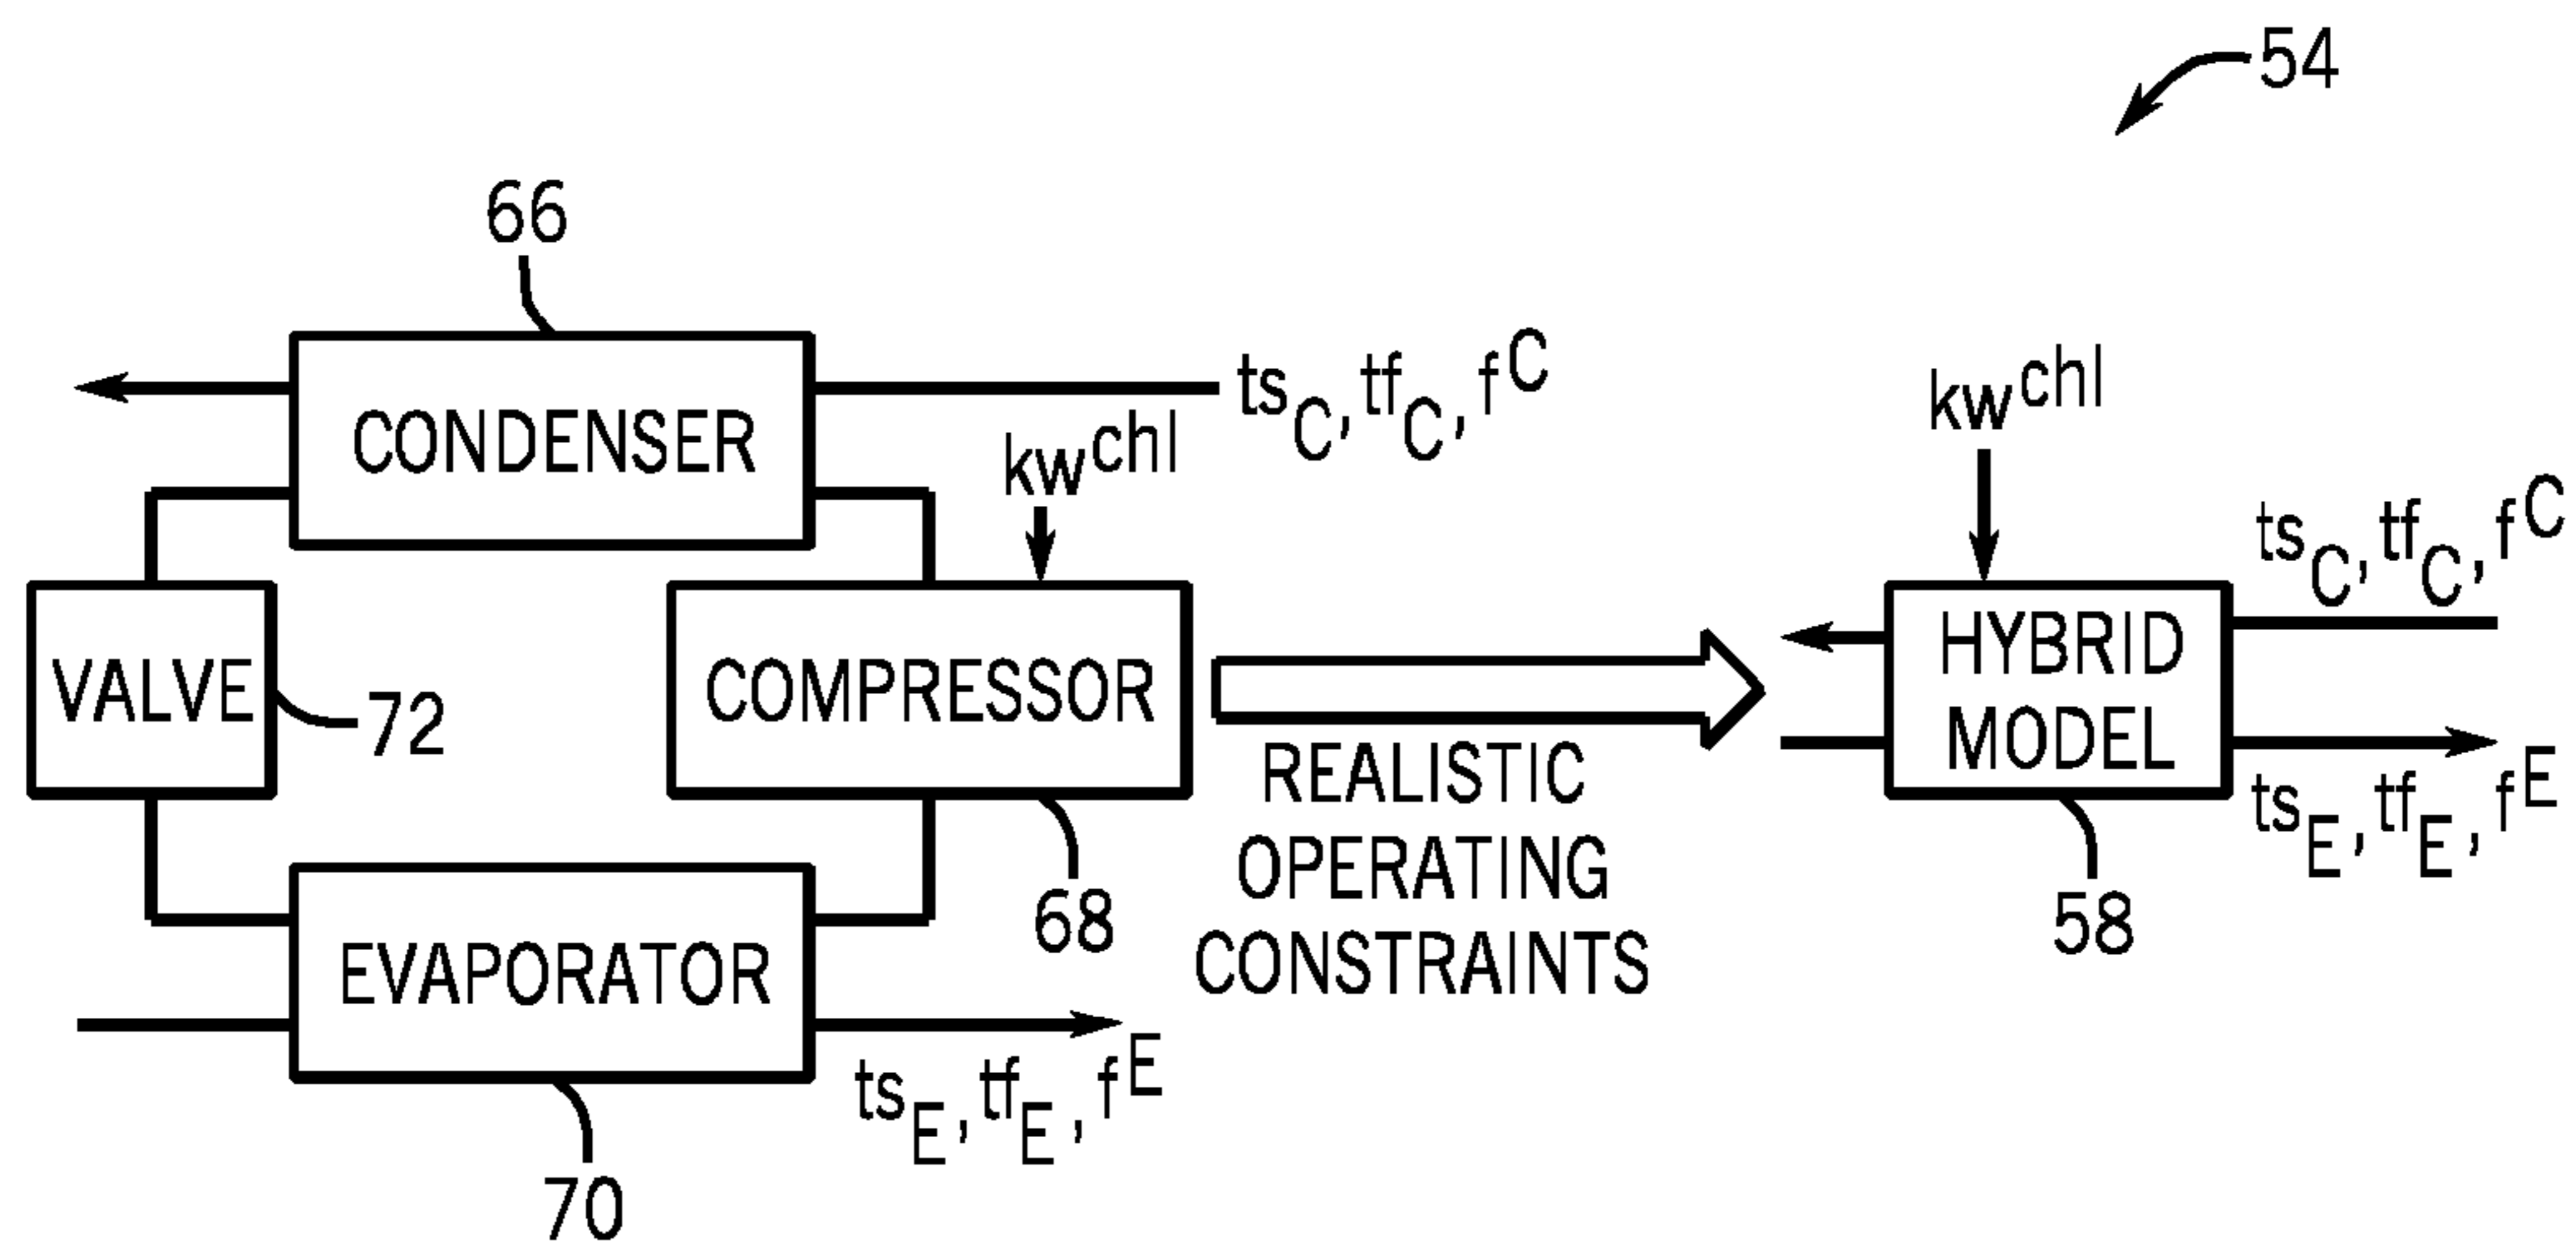 54
66
ts_C, tf_C, f^C
CONDENSER
kw^chl
kw^chl
ts_C, tf_C, f^C
VALVE
72
COMPRESSOR
HYBRID
MODEL
REALISTIC
OPERATING
CONSTRAINTS
ts_E, tf_E, f^E
68
58
EVAPORATOR
ts_E, tf_E, f^E
70